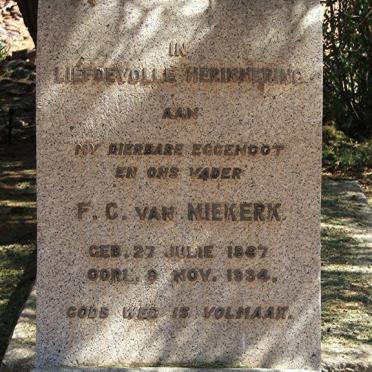 IN
LIEFDEVOLLE HERINNERING
AAN
MY DIERBARE EGGENOOT
EN ONS VADER
F. C. VAN NIEKERK
GEB. 27 JULIE 1867
OORL. 9 NOV. 1934.
GODS WEG IS VOLMAAK.